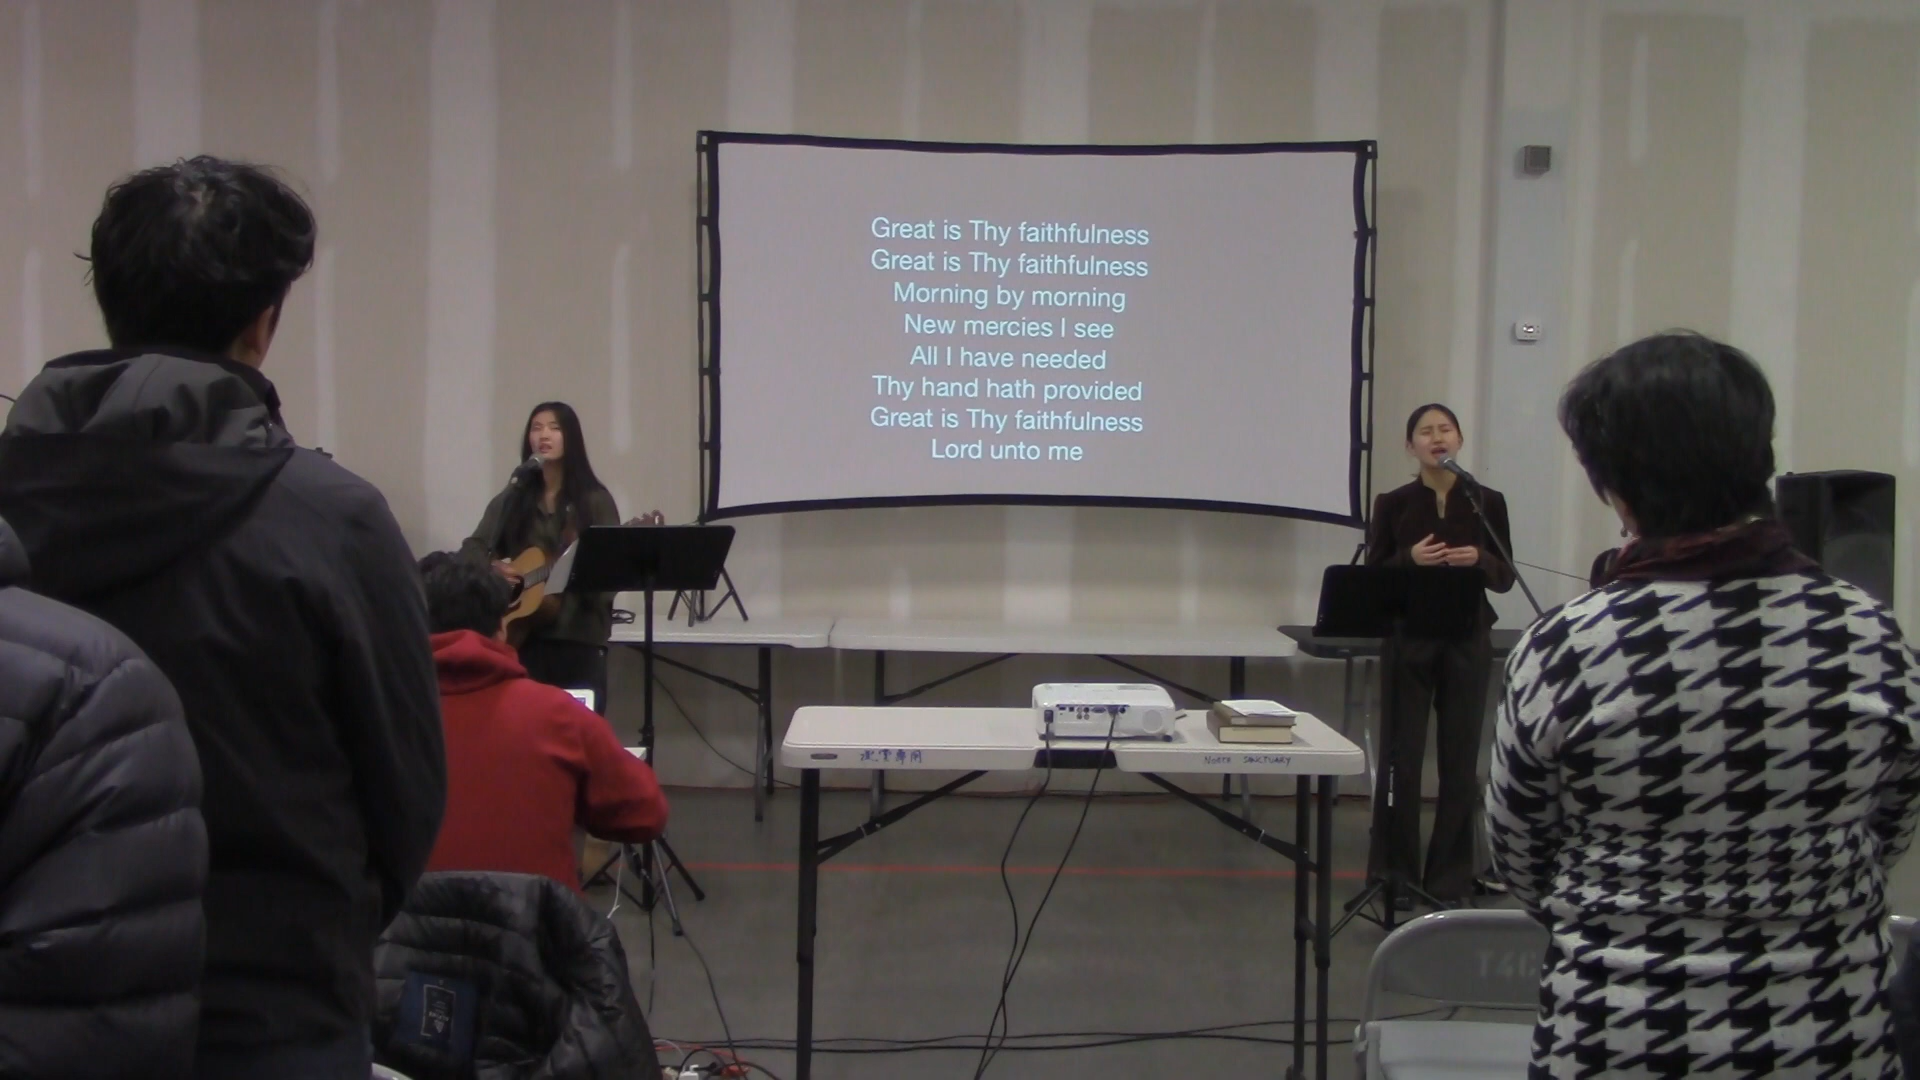 Great is Thy faithfulness
Great is Thy faithfulness
Morning by morning
New mercies I see
All I have needed
Thy hand hath provided
Great is Thy faithfulness
Lord unto me
NORTH SANCTUARY